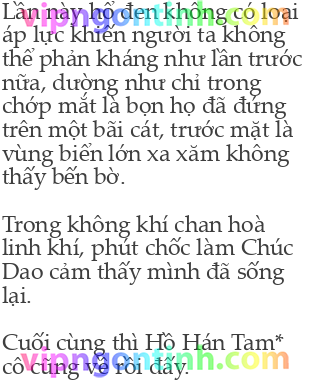 Lần này hố đen không có loại
áp lực khiến người ta không
thể phản kháng như lần trước
nữa, dường như chỉ trong
chớp mắt là bọn họ đã đứng
trên một bãi cát, trước mặt là
vùng biển lớn xa xăm không
thấy bến bờ.
Trong không khí chan hoà
linh khí, phút chốc làm Chúc
Dao cảm thấy mình đã sống
lại.
Cuối cùng thì Hồ Hán Tam*
cô cũng về rồi đấy.
vipngontinh.com
vipngontinh.com